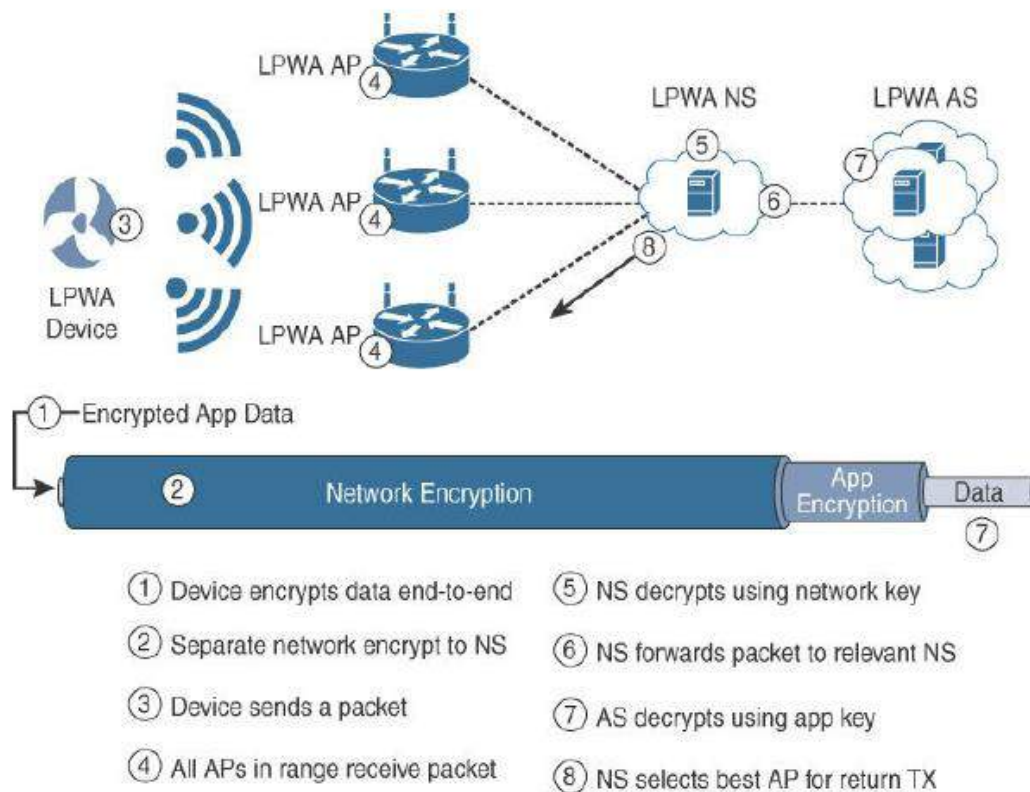 LPWA AP
4
LPWA NS
LPWA AS
5
7
LPWA AP
3
4
6
8
LPWA
Device
LPWA AP
4
1 Encrypted App Data
2
Network Encryption
App
Encryption
Data
7
1 Device encrypts data end-to-end
2 Separate network encrypt to NS
3 Device sends a packet
4 All APs in range receive packet
5 NS decrypts using network key
6 NS forwards packet to relevant NS
7 AS decrypts using app key
8 NS selects best AP for return TX